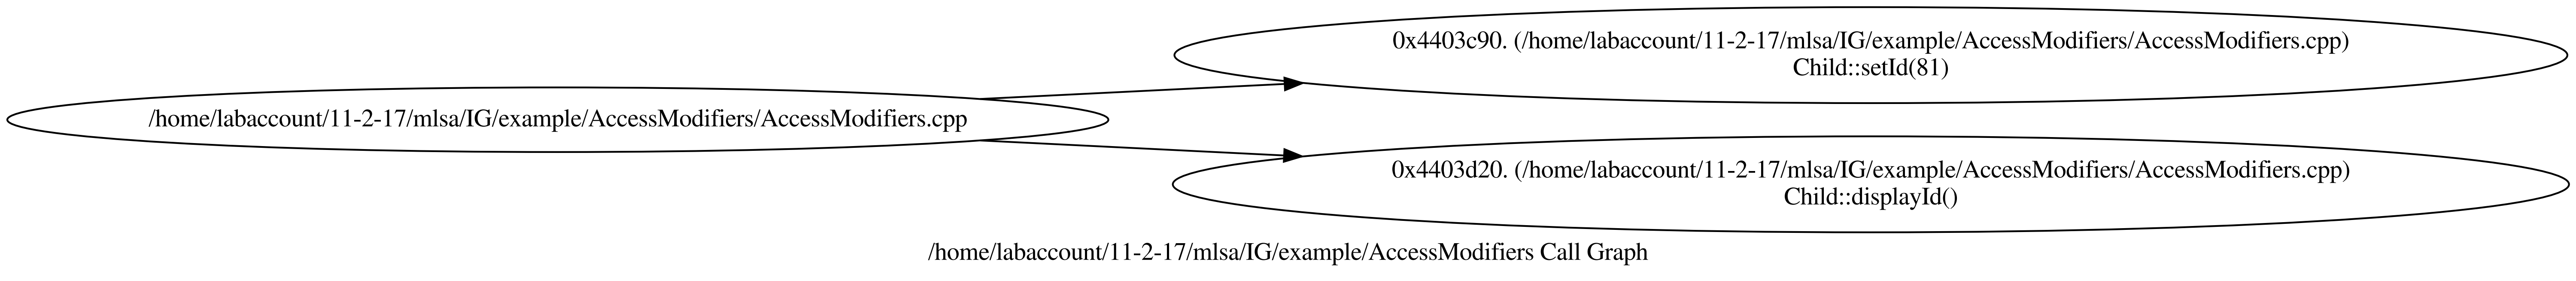 /home/labaccount/11-2-17/mlsa/IG/example/AccessModifiers/AccessModifiers.cpp
0x4403c90. (/home/labaccount/11-2-17/mlsa/IG/example/AccessModifiers/AccessModifiers.cpp)
Child::setId(81)
0x4403d20. (/home/labaccount/11-2-17/mlsa/IG/example/AccessModifiers/AccessModifiers.cpp)
Child::displayId()
/home/labaccount/11-2-17/mlsa/IG/example/AccessModifiers Call Graph